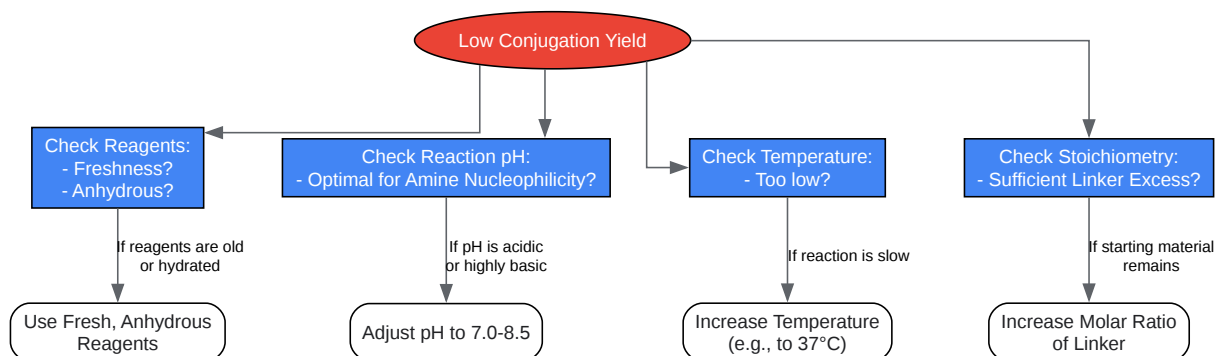 Low Conjugation Yield
Check Reagents:
- Freshness?
- Anhydrous?
Check Reaction pH:
- Optimal for Amine Nucleophilicity?
Check Temperature:
- Too low?
Check Stoichiometry:
- Sufficient Linker Excess?
If reagents are old
or hydrated
If pH is acidic
or highly basic
If reaction is slow
If starting material
remains
Use Fresh, Anhydrous
Reagents
Adjust pH to 7.0-8.5
Increase Temperature
(e.g., to 37°C)
Increase Molar Ratio
of Linker